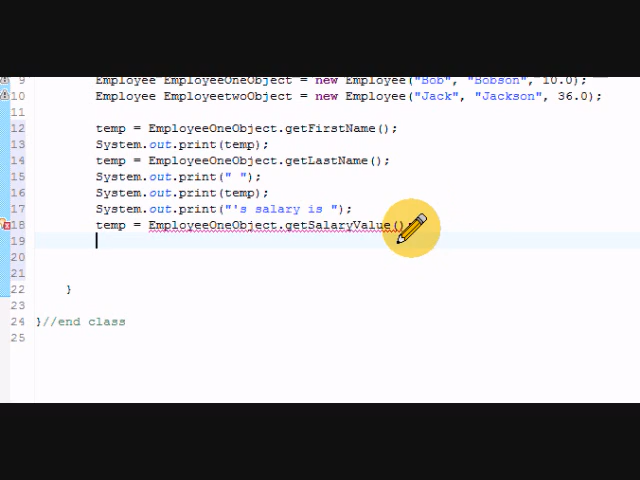 9 Employee EmployeeOneObject = new Employee("Bob", "Bobson", 10.0);
10 Employee EmployeetwoObject = new Employee("Jack", "Jackson", 36.0);
11
12 temp = EmployeeOneObject.getFirstName();
13 System.out.print(temp);
14 temp = EmployeeOneObject.getLastName();
15 System.out.print(" ");
16 System.out.print(temp);
17 System.out.print("'s salary is ");
18 temp = EmployeeOneObject.getSalaryValue()
19
20
21
22 }
23
24 }//end class
25